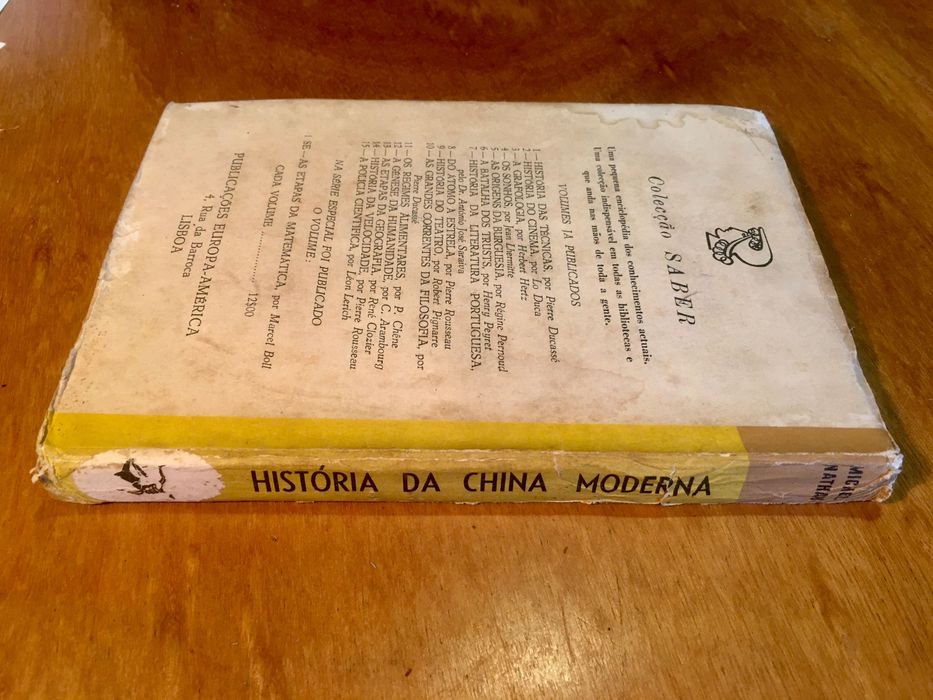 Colecção SABER
Uma pequena enciclopédia dos conhecimentos actuais.
Uma colecção indispensável em todas as bibliotecas e
que anda nas mãos de toda a gente.
VOLUMES JÁ PUBLICADOS
1 — HISTÓRIA DAS TÉCNICAS, por Pierre Ducassé
2 — HISTÓRIA DO CINEMA, por Lo Duca
3 — A GRAFOLOGIA, por Herbert Hertz
4 — OS SONHOS, por Jean Lhermitte
5 — AS ORIGENS DA BURGUESIA, por Régine Pernoud
6 — A BATALHA DOS TRUSTS, por Henry Peyret
7 — HISTÓRIA DA LITERATURA PORTUGUESA,
pelo Dr. António José Saraiva
8 — DO ÁTOMO À ESTRELA, por Pierre Rousseau
9 — HISTÓRIA DO TEATRO, por Robert Pignarre
10 — AS GRANDES CORRENTES DA FILOSOFIA, por
Pierre Ducassé
11 — OS REGIMES ALIMENTARES, por P. Chêne
12 — A GÉNESE DA HUMANIDADE, por C. Arambourg
13 — AS ETAPAS DA GEOGRAFIA, por René Clozier
14 — HISTÓRIA DA VELOCIDADE, por Pierre Rousseau
15 — A POLÍCIA CIENTÍFICA, por Léon Lerich
NA SÉRIE ESPECIAL FOI PUBLICADO
O VOLUME:
1 SE — AS ETAPAS DA MATEMÁTICA, por Marcel Boll
CADA VOLUME .............. 12$00
PUBLICAÇÕES EUROPA-AMÉRICA
4, Rua da Barroca
LISBOA
HISTÓRIA DA CHINA MODERNA